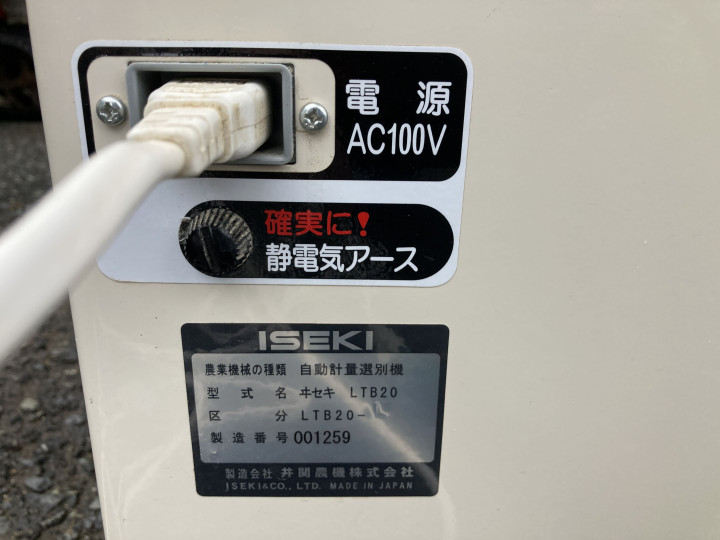 電源
AC100V
確実に!
静電気アース
ISEKI
農業機械の種類 自動計量選別機
型式名 ヰセキ LTB20
区分 LTB20-L
製造番号 001259
製造会社 井関農機株式会社
ISEKI&CO., LTD. MADE IN JAPAN